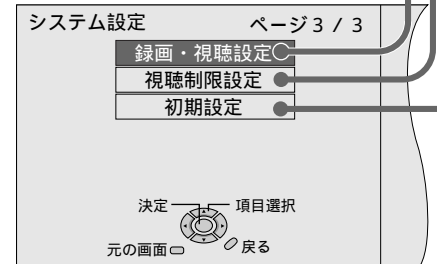 システム設定 ページ3 / 3
録画・視聴設定
視聴制限設定
初期設定
決定 項目選択
元の画面 戻る